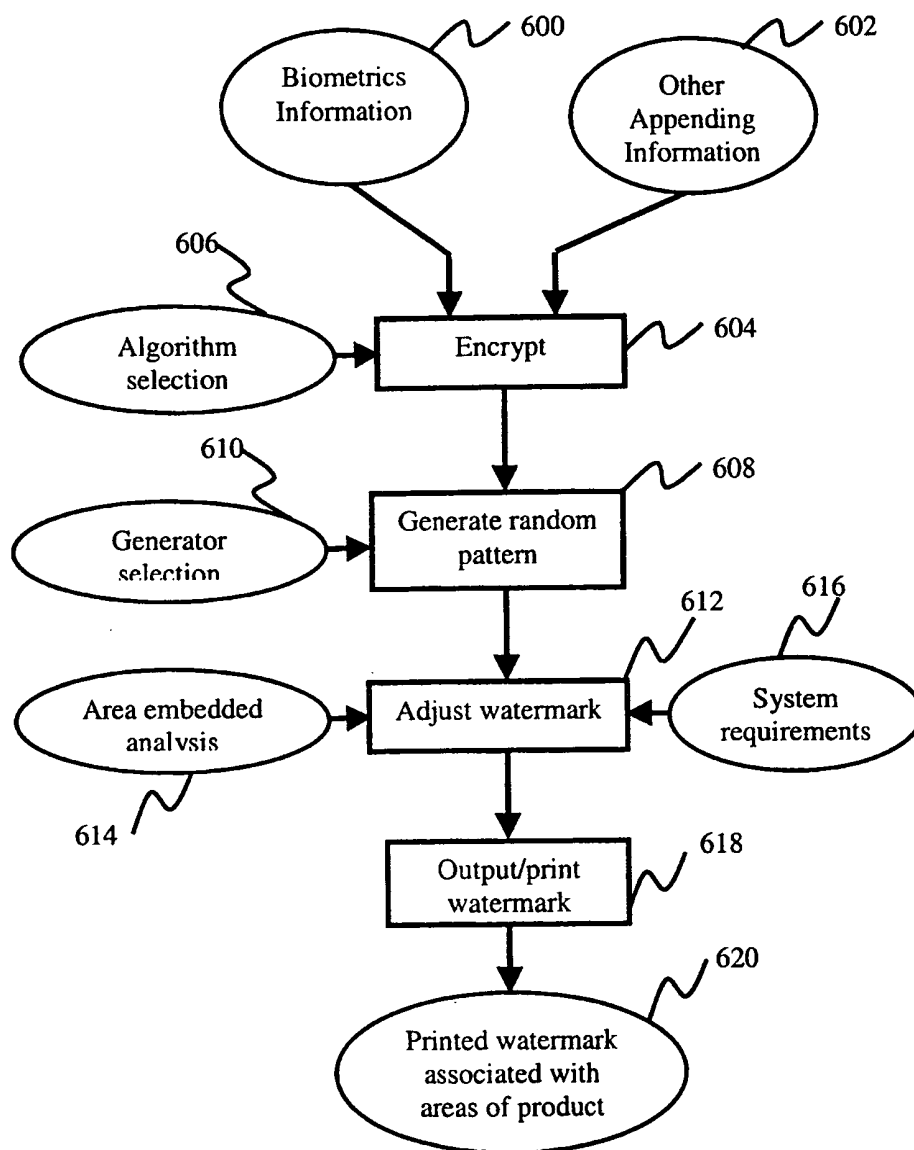 600
602
Biometrics
Information
Other
Appending
Information
606
Algorithm
selection
Encrypt
604
610
608
Generator
selection
Generate random
pattern
612
616
Area embedded
analysis
Adjust watermark
System
requirements
614
618
Output/print
watermark
620
Printed watermark
associated with
areas of product